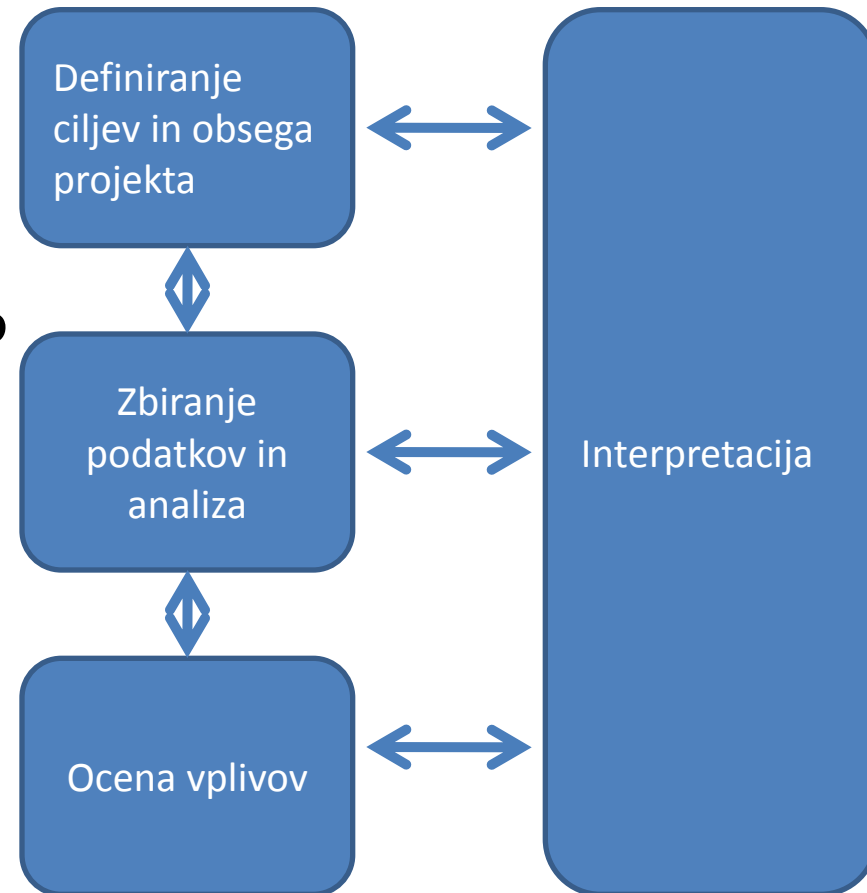 Definiranje
ciljev in obsega
projekta
Zbiranje
podatkov in
analiza
Interpretacija
Ocena vplivov